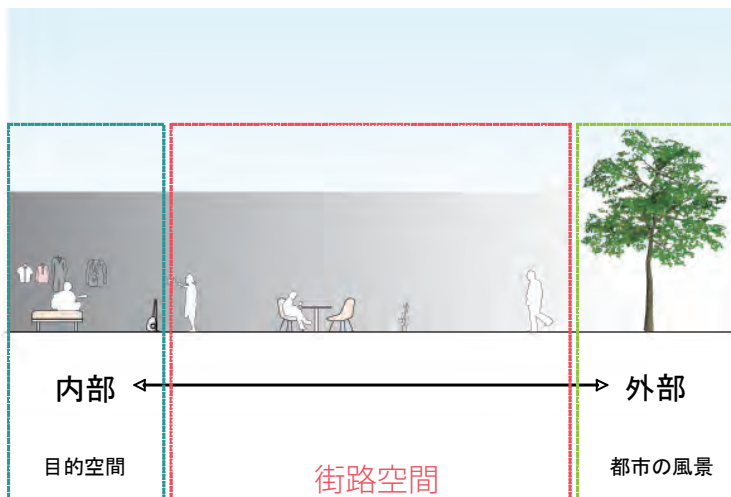 内部
外部
目的空間
街路空間
都市の風景